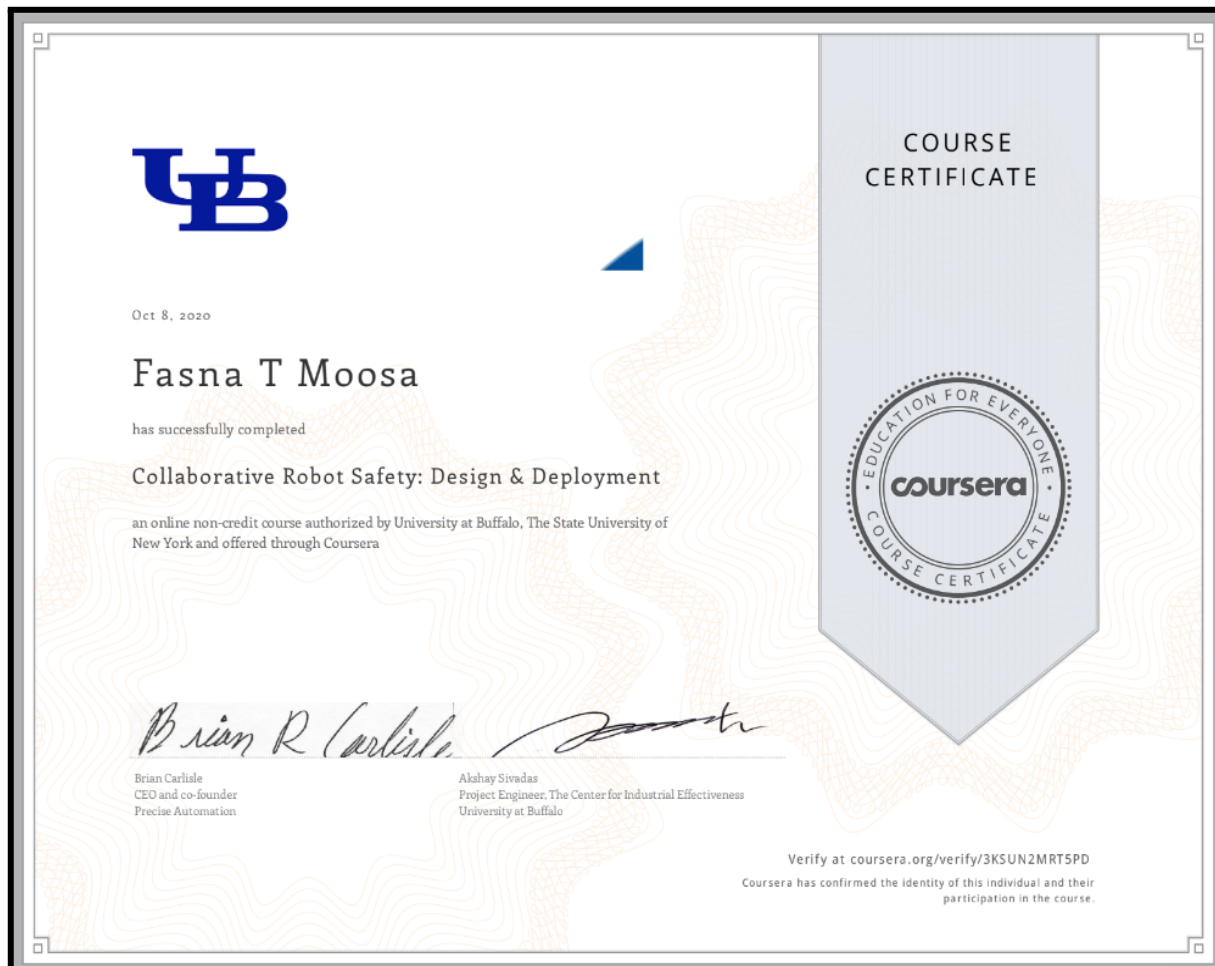 UB
COURSE
CERTIFICATE
Oct 8, 2020
Fasna T Moosa
has successfully completed
Collaborative Robot Safety: Design & Deployment
an online non-credit course authorized by University at Buffalo, The State University of
New York and offered through Coursera
EDUCATION FOR EVERYONE
coursera
COURSE CERTIFICATE
Brian R Carlisle
Brian Carlisle
CEO and co-founder
Precise Automation
Akshay Sivadas
Project Engineer, The Center for Industrial Effectiveness
University at Buffalo
Verify at coursera.org/verify/3KSUN2MRT5PD
Coursera has confirmed the identity of this individual and their
participation in the course.